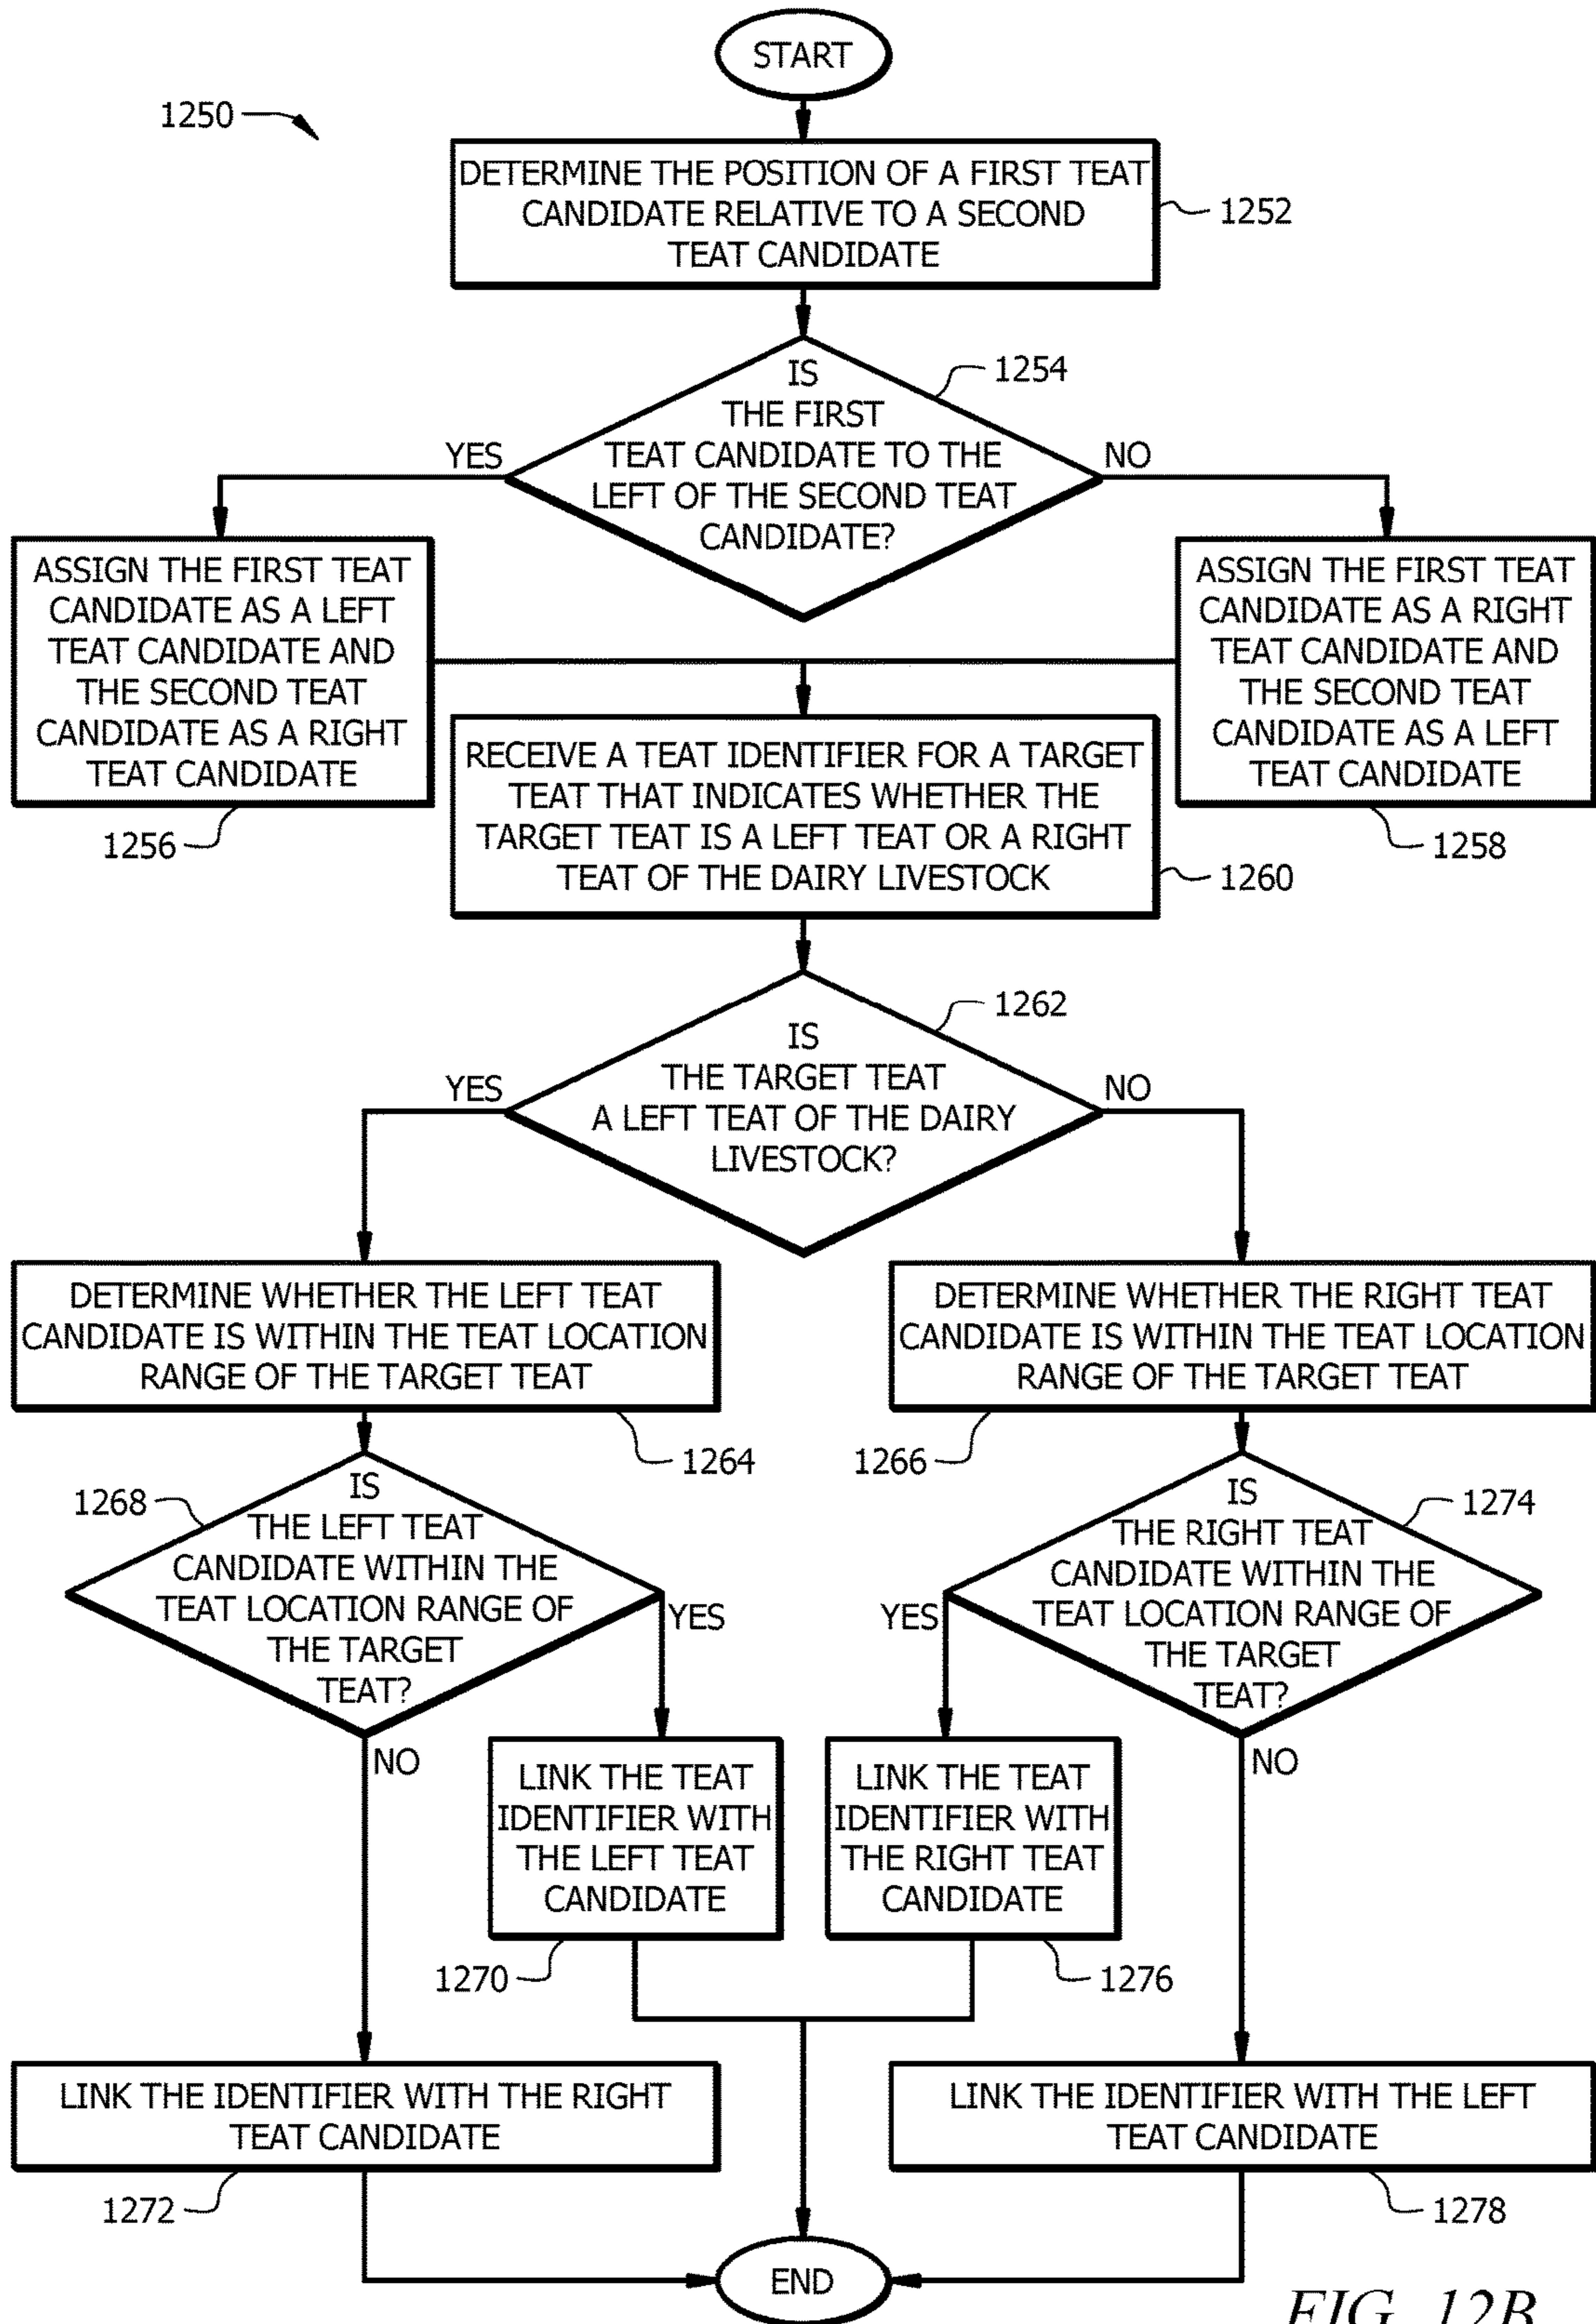 START
1250
DETERMINE THE POSITION OF A FIRST TEAT
CANDIDATE RELATIVE TO A SECOND
TEAT CANDIDATE
1252
IS
THE FIRST
TEAT CANDIDATE TO THE
LEFT OF THE SECOND TEAT
CANDIDATE?
1254
YES
NO
ASSIGN THE FIRST TEAT
CANDIDATE AS A LEFT
TEAT CANDIDATE AND
THE SECOND TEAT
CANDIDATE AS A RIGHT
TEAT CANDIDATE
1256
ASSIGN THE FIRST TEAT
CANDIDATE AS A RIGHT
TEAT CANDIDATE AND
THE SECOND TEAT
CANDIDATE AS A LEFT
TEAT CANDIDATE
1258
RECEIVE A TEAT IDENTIFIER FOR A TARGET
TEAT THAT INDICATES WHETHER THE
TARGET TEAT IS A LEFT TEAT OR A RIGHT
TEAT OF THE DAIRY LIVESTOCK
1260
IS
THE TARGET TEAT
A LEFT TEAT OF THE DAIRY
LIVESTOCK?
1262
YES
NO
DETERMINE WHETHER THE LEFT TEAT
CANDIDATE IS WITHIN THE TEAT LOCATION
RANGE OF THE TARGET TEAT
1264
DETERMINE WHETHER THE RIGHT TEAT
CANDIDATE IS WITHIN THE TEAT LOCATION
RANGE OF THE TARGET TEAT
1266
1268
IS
THE LEFT TEAT
CANDIDATE WITHIN THE
TEAT LOCATION RANGE OF
THE TARGET
TEAT?
YES
NO
IS
THE RIGHT TEAT
CANDIDATE WITHIN THE
TEAT LOCATION RANGE OF
THE TARGET
TEAT?
1274
YES
NO
LINK THE TEAT
IDENTIFIER WITH
THE LEFT TEAT
CANDIDATE
1270
LINK THE TEAT
IDENTIFIER WITH
THE RIGHT TEAT
CANDIDATE
1276
LINK THE IDENTIFIER WITH THE RIGHT
TEAT CANDIDATE
1272
LINK THE IDENTIFIER WITH THE LEFT
TEAT CANDIDATE
1278
END
FIG. 12B